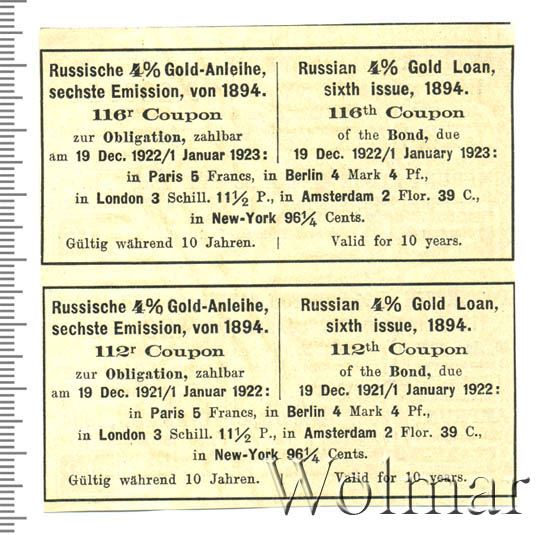 Russische 4% Gold-Anleihe,
sechste Emission, von 1894.
116r Coupon
zur Obligation, zahlbar
am 19 Dec. 1922/1 Januar 1923:
Russian 4% Gold Loan,
sixth issue, 1894.
116th Coupon
of the Bond, due
19 Dec. 1922/1 January 1923:
in Paris 5 Francs, in Berlin 4 Mark 4 Pf.,
in London 3 Schill. 11½ P., in Amsterdam 2 Flor. 39 C.,
in New-York 96¼ Cents.
Gültig während 10 Jahren. | Valid for 10 years.
Russische 4% Gold-Anleihe,
sechste Emission, von 1894.
112r Coupon
zur Obligation, zahlbar
am 19 Dec. 1921/1 Januar 1922:
Russian 4% Gold Loan,
sixth issue, 1894.
112th Coupon
of the Bond, due
19 Dec. 1921/1 January 1922:
in Paris 5 Francs, in Berlin 4 Mark 4 Pf.,
in London 3 Schill. 11½ P., in Amsterdam 2 Flor. 39 C.,
in New-York 96¼ Cents.
Gültig während 10 Jahren. | Valid for 10 years.
Wolmar